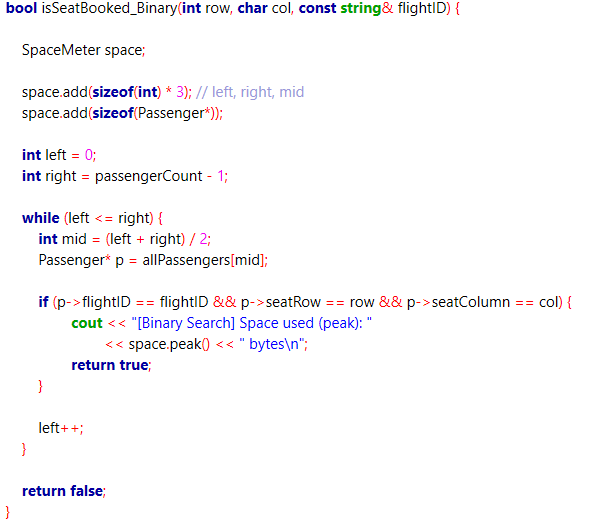 bool isSeatBooked_Binary(int row, char col, const string& flightID) {
SpaceMeter space;
space.add(sizeof(int) * 3); // left, right, mid
space.add(sizeof(Passenger*));
int left = 0;
int right = passengerCount - 1;
while (left <= right) {
int mid = (left + right) / 2;
Passenger* p = allPassengers[mid];
if (p->flightID == flightID && p->seatRow == row && p->seatColumn == col) {
cout << "[Binary Search] Space used (peak): "
<< space.peak() << " bytes\n";
return true;
}
left++;
}
return false;
}